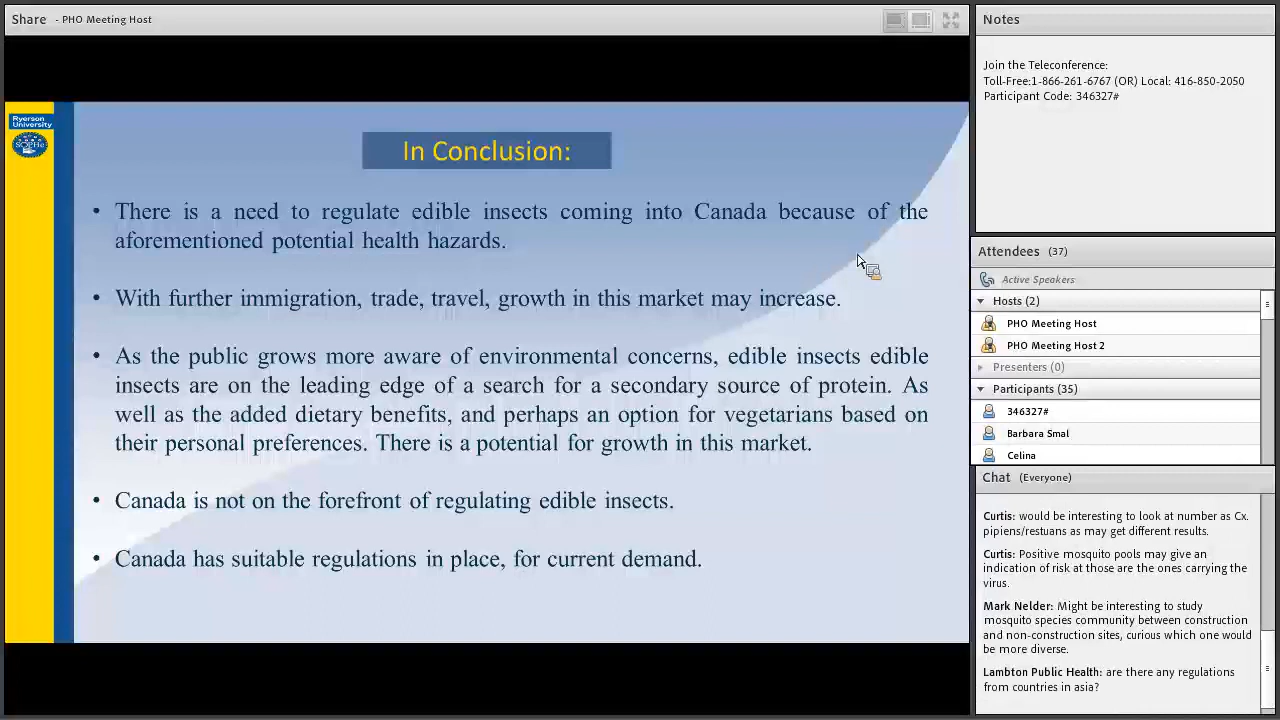 Share - PHO Meeting Host
Ryerson
University
SOPHe
In Conclusion:
• There is a need to regulate edible insects coming into Canada because of the
aforementioned potential health hazards.
• With further immigration, trade, travel, growth in this market may increase.
• As the public grows more aware of environmental concerns, edible insects edible
insects are on the leading edge of a search for a secondary source of protein. As
well as the added dietary benefits, and perhaps an option for vegetarians based on
their personal preferences. There is a potential for growth in this market.
• Canada is not on the forefront of regulating edible insects.
• Canada has suitable regulations in place, for current demand.
Notes
Join the Teleconference:
Toll-Free:1-866-261-6767 (OR) Local: 416-850-2050
Participant Code: 346327#
Attendees (37)
Active Speakers
Hosts (2)
PHO Meeting Host
PHO Meeting Host 2
Presenters (0)
Participants (35)
346327#
Barbara Smal
Celina
Chat (Everyone)
Curtis: would be interesting to look at number as Cx.
pipiens/restuans as may get different results.
Curtis: Positive mosquito pools may give an
indication of risk at those are the ones carrying the
virus.
Mark Nelder: Might be interesting to study
mosquito species community between construction
and non-construction sites, curious which one would
be more diverse.
Lambton Public Health: are there any regulations
from countries in asia?